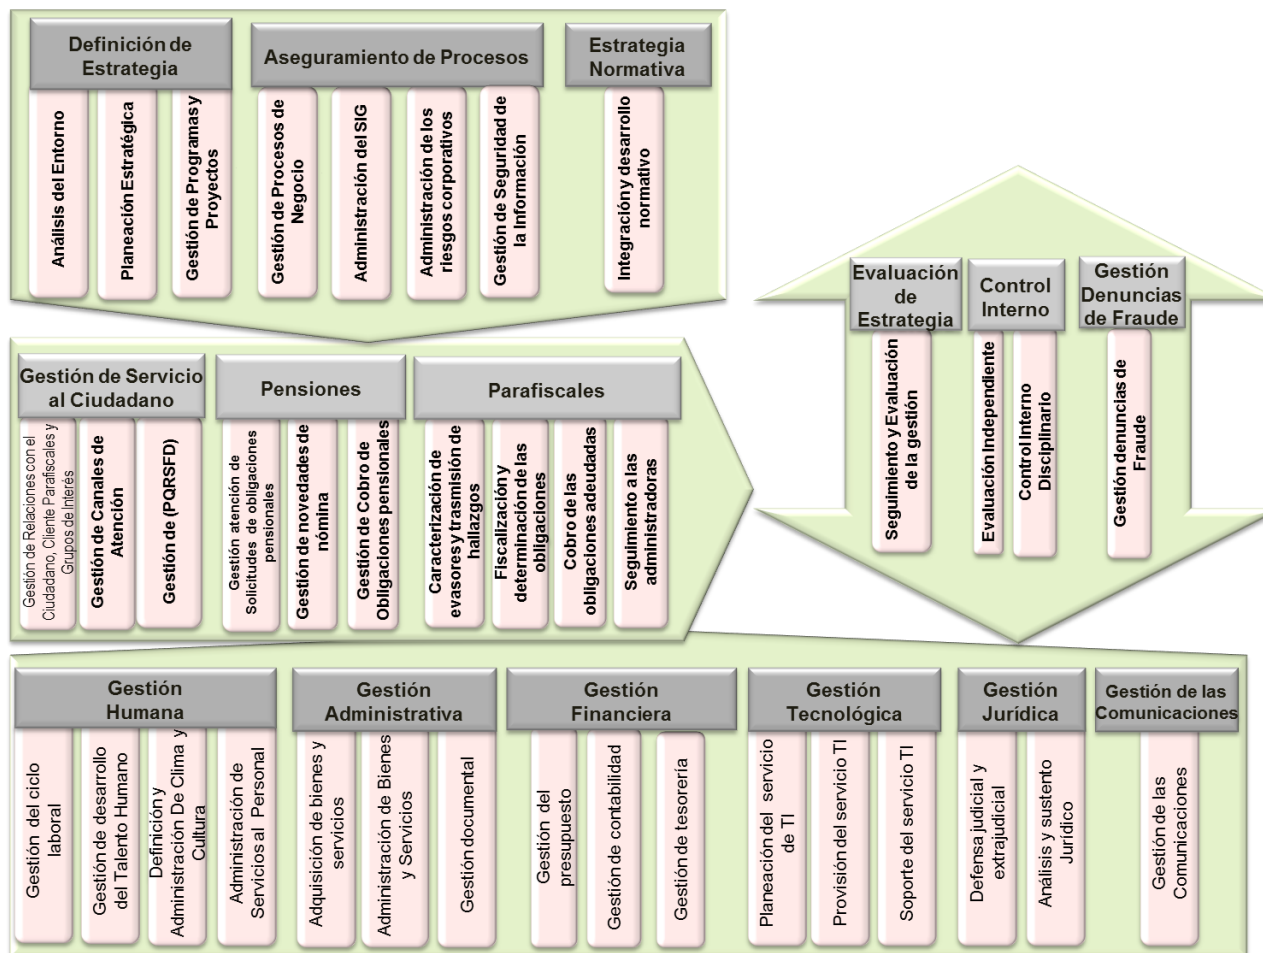 Definición de
Estrategia
Análisis del Entorno
Planeación Estratégica
Gestión de Programas y
Proyectos
Aseguramiento de Procesos
Gestión de Procesos de
Negocio
Administración del SIG
Administración de los
riesgos corporativos
Gestión de Seguridad de
la Información
Estrategia
Normativa
Integración y desarrollo
normativo
Evaluación
de
Estrategia
Seguimiento y Evaluación
de la gestión
Control
Interno
Evaluación Independiente
Control Interno
Disciplinario
Gestión
Denuncias
de Fraude
Gestión denuncias de
Fraude
Gestión de Servicio
al Ciudadano
Gestión de Relaciones con el
Ciudadano, Cliente Parafiscales y
Grupos de Interés
Gestión de Canales de
Atención
Gestión de (PQRSFD)
Pensiones
Gestión atención de
Solicitudes de obligaciones
pensionales
Gestión de novedades de
nómina
Gestión de Cobro de
Obligaciones pensionales
Parafiscales
Caracterización de
evasores y trasmisión de
hallazgos
Fiscalización y
determinación de las
obligaciones
Cobro de las
obligaciones adeudadas
Seguimiento a las
administradoras
Gestión
Humana
Gestión del ciclo
laboral
Gestión de desarrollo
del Talento Humano
Definición y
Administración De Clima y
Cultura
Administración de
Servicios al Personal
Gestión
Administrativa
Adquisición de bienes y
servicios
Administración de Bienes
y Servicios
Gestión documental
Gestión
Financiera
Gestión del
presupuesto
Gestión de contabilidad
Gestión de tesorería
Gestión
Tecnológica
Planeación del servicio
de TI
Provisión del servicio TI
Soporte del servicio TI
Gestión
Jurídica
Defensa judicial y
extrajudicial
Análisis y sustento
Jurídico
Gestión de las
Comunicaciones
Gestión de las
Comunicaciones